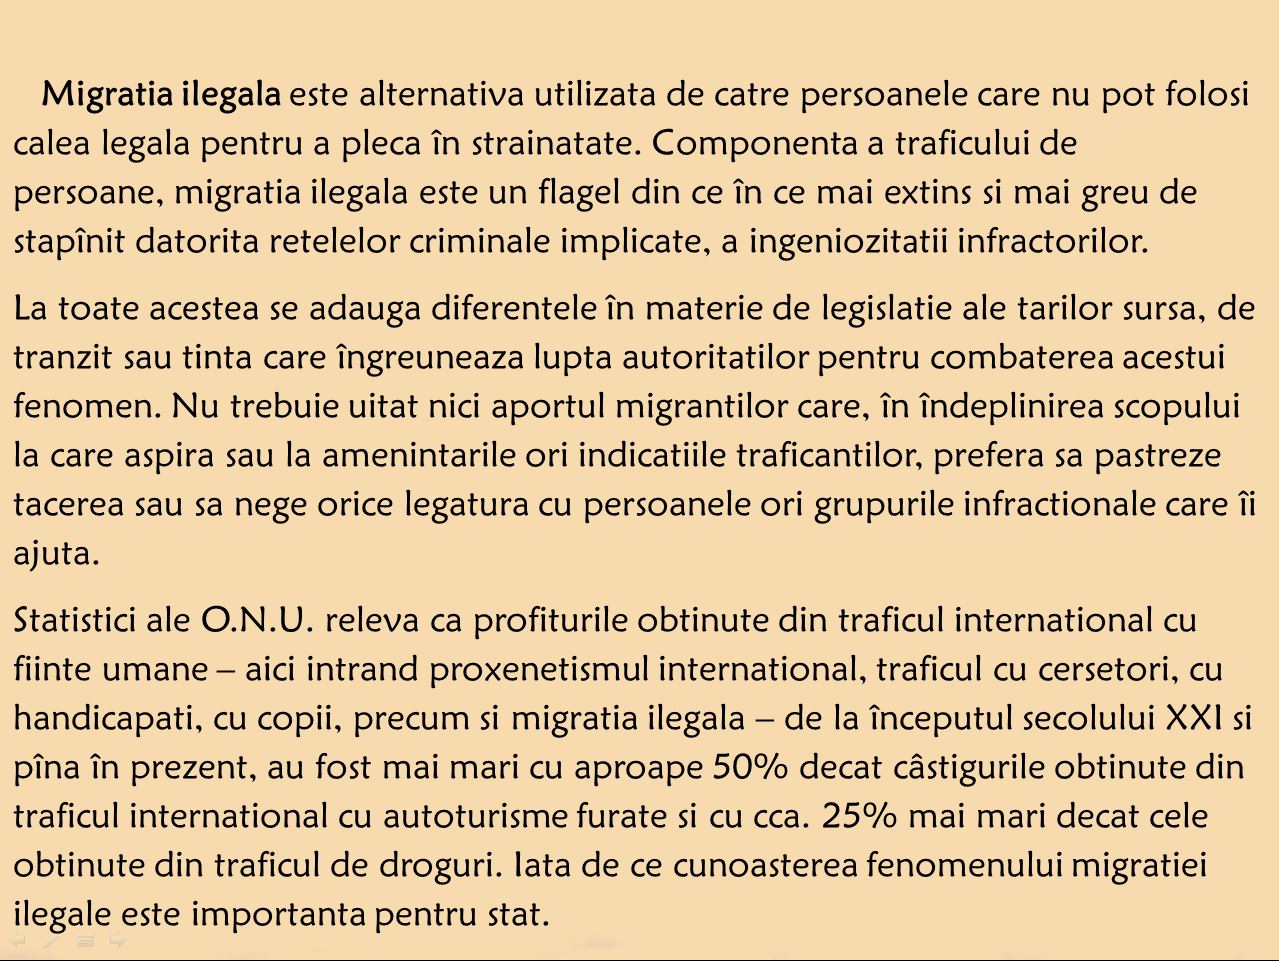 Migratia ilegala este alternativa utilizata de catre persoanele care nu pot folosi
calea legala pentru a pleca în strainatate. Componenta a traficului de
persoane, migratia ilegala este un flagel din ce în ce mai extins si mai greu de
stapînit datorita retelelor criminale implicate, a ingeniozitatii infractorilor.
La toate acestea se adauga diferentele în materie de legislatie ale tarilor sursa, de
tranzit sau tinta care îngreuneaza lupta autoritatilor pentru combaterea acestui
fenomen. Nu trebuie uitat nici aportul migrantilor care, în îndeplinirea scopului
la care aspira sau la amenintarile ori indicatiile traficantilor, prefera sa pastreze
tacerea sau sa nege orice legatura cu persoanele ori grupurile infractionale care îi
ajuta.
Statistici ale O.N.U. releva ca profiturile obtinute din traficul international cu
fiinte umane – aici intrand proxenetismul international, traficul cu cersetori, cu
handicapati, cu copii, precum si migratia ilegala – de la începutul secolului XXI si
pîna în prezent, au fost mai mari cu aproape 50% decat câstigurile obtinute din
traficul international cu autoturisme furate si cu cca. 25% mai mari decat cele
obtinute din traficul de droguri. Iata de ce cunoasterea fenomenului migratiei
ilegale este importanta pentru stat.